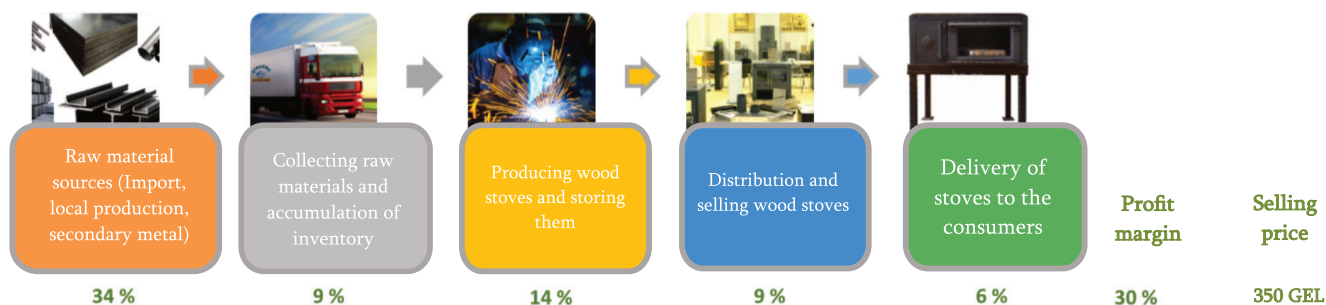 Raw material
sources (Import,
local production,
secondary metal)
Collecting raw
materials and
accumulation of
inventory
Producing wood
stoves and storing
them
Distribution and
selling wood stoves
Delivery of
stoves to the
consumers
Profit
margin
Selling
price
34 %
9 %
14 %
9 %
6 %
30 %
350 GEL